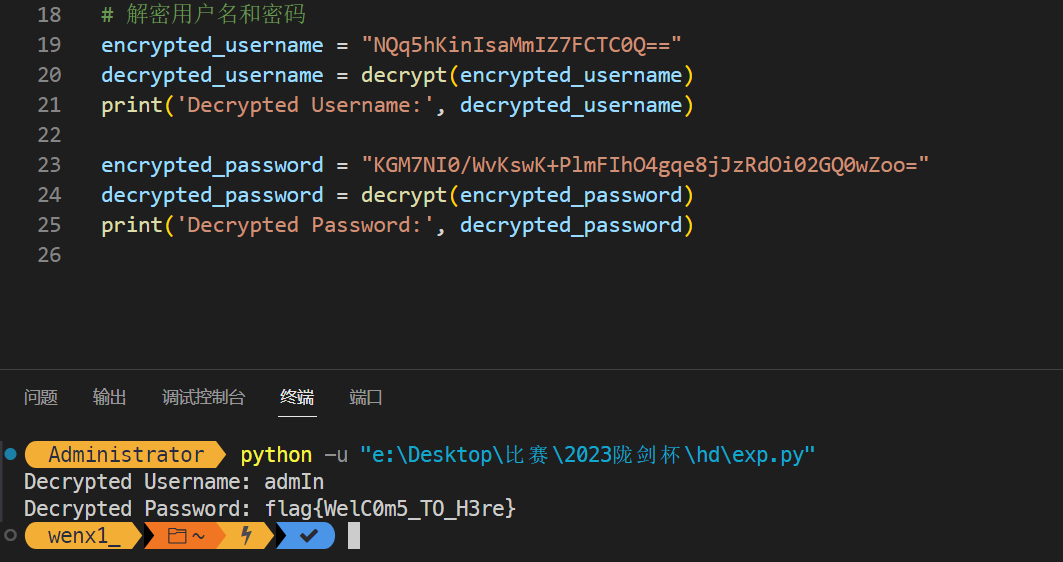 18 # 解密用户名和密码
19 encrypted_username = "NQq5hKinIsaMmIZ7FCTC0Q=="
20 decrypted_username = decrypt(encrypted_username)
21 print('Decrypted Username:', decrypted_username)
22
23 encrypted_password = "KGM7NI0/WvKswK+PlmFIhO4gqe8jJzRdOi02GQ0wZoo="
24 decrypted_password = decrypt(encrypted_password)
25 print('Decrypted Password:', decrypted_password)
26
问题 输出 调试控制台 终端 端口
Administrator python -u "e:\Desktop\比赛\2023陇剑杯\hd\exp.py"
Decrypted Username: admIn
Decrypted Password: flag{WelC0m5_TO_H3re}
wenx1_ ~